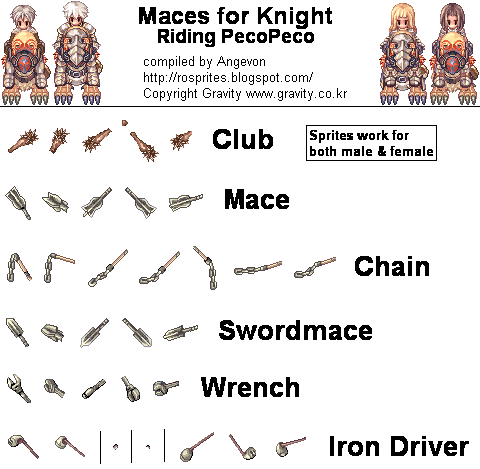 Maces for Knight
Riding PecoPeco
compiled by Angevon
http://rosprites.blogspot.com/
Copyright Gravity www.gravity.co.kr
Club
Sprites work for
both male & female
Mace
Chain
Swordmace
Wrench
Iron Driver